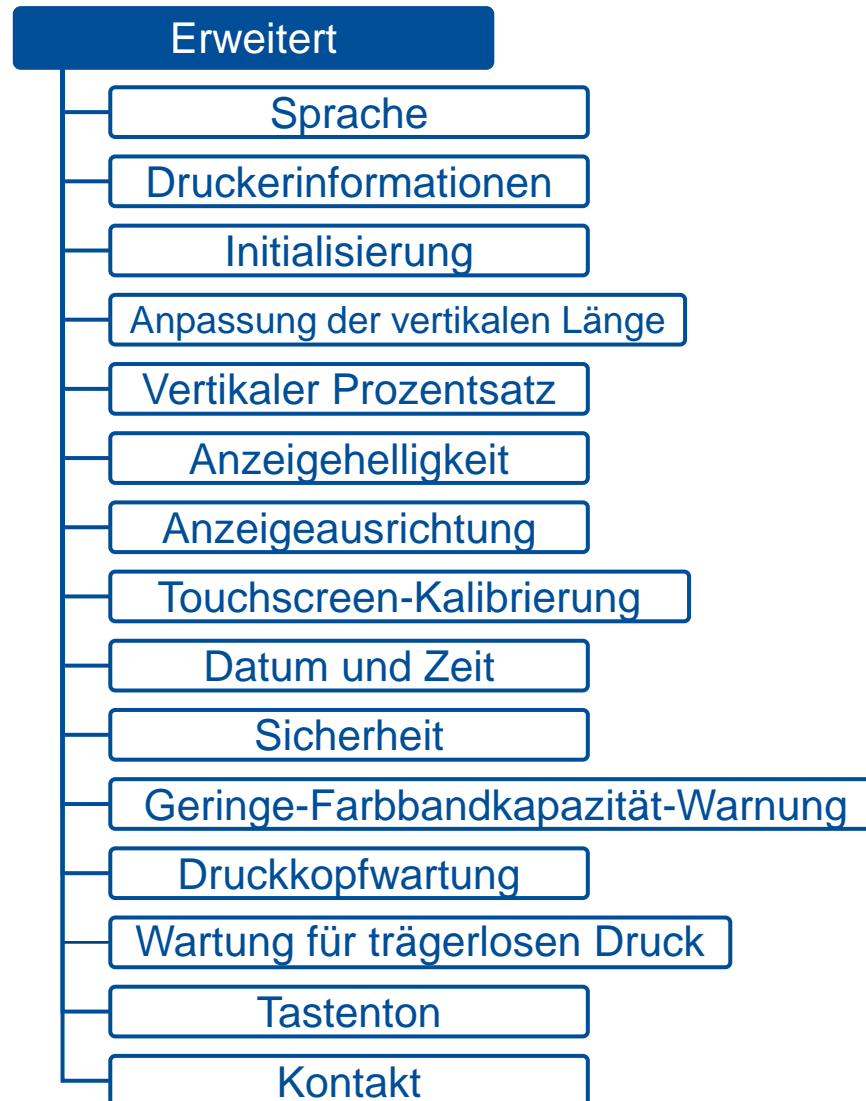 Erweitert
Sprache
Druckerinformationen
Initialisierung
Anpassung der vertikalen Länge
Vertikaler Prozentsatz
Anzeigehelligkeit
Anzeigeausrichtung
Touchscreen-Kalibrierung
Datum und Zeit
Sicherheit
Geringe-Farbbandkapazität-Warnung
Druckkopfwartung
Wartung für trägerlosen Druck
Tastenton
Kontakt